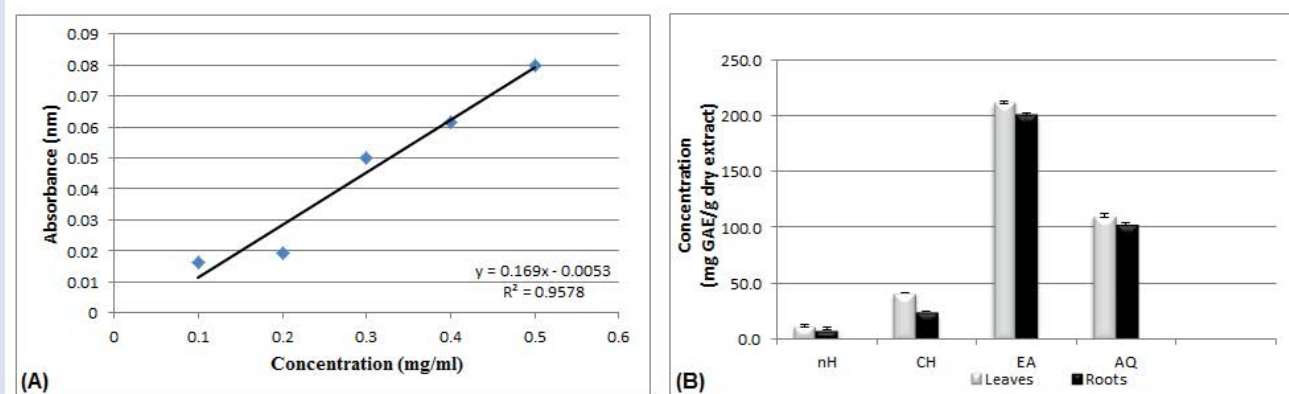 0.09
0.08
0.07
0.06
0.05
0.04
0.03
0.02
0.01
0
Absorbance (nm)
0
0.1
0.2
0.3
0.4
0.5
0.6
Concentration (mg/ml)
y = 0.169x - 0.0053
R² = 0.9578
(A)
250.0
200.0
150.0
100.0
50.0
0.0
Concentration
(mg GAE/g dry extract)
nH
CH
EA
AQ
Leaves
Roots
(B)